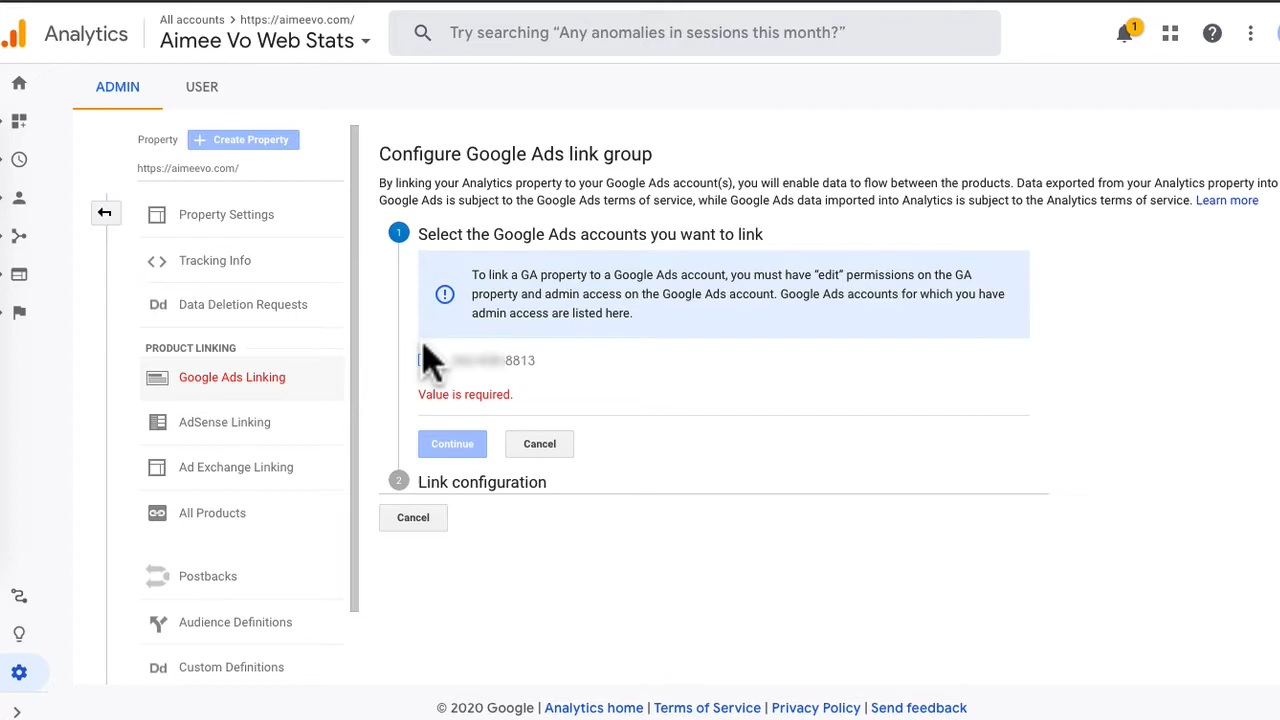 Analytics
All accounts > https://aimeevo.com/
Aimee Vo Web Stats
Try searching “Any anomalies in sessions this month?”
1
ADMIN
USER
Property
Create Property
https://aimeevo.com/
Property Settings
Tracking Info
Dd Data Deletion Requests
PRODUCT LINKING
Google Ads Linking
AdSense Linking
Ad Exchange Linking
All Products
Postbacks
Audience Definitions
Dd Custom Definitions
Configure Google Ads link group
By linking your Analytics property to your Google Ads account(s), you will enable data to flow between the products. Data exported from your Analytics property into
Google Ads is subject to the Google Ads terms of service, while Google Ads data imported into Analytics is subject to the Analytics terms of service. Learn more
1 Select the Google Ads accounts you want to link
To link a GA property to a Google Ads account, you must have “edit” permissions on the GA
property and admin access on the Google Ads account. Google Ads accounts for which you have
admin access are listed here.
8813
Value is required.
Continue
Cancel
2 Link configuration
Cancel
© 2020 Google | Analytics home | Terms of Service | Privacy Policy | Send feedback